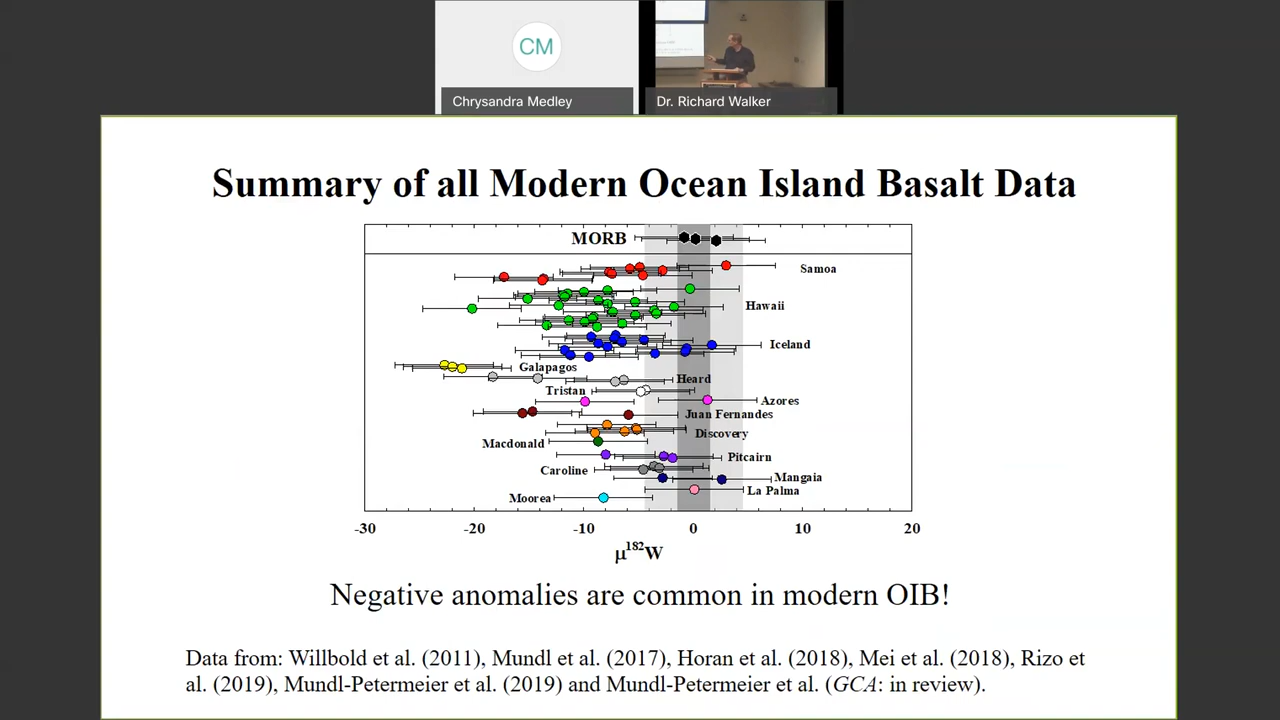 CM
Chrysandra Medley
Dr. Richard Walker
Summary of all Modern Ocean Island Basalt Data
MORB
Samoa
Hawaii
Iceland
Galapagos
Heard
Tristan
Azores
Juan Fernandes
Discovery
Macdonald
Pitcairn
Caroline
Mangaia
La Palma
Moorea
-30 -20 -10 0 10 20
µ¹⁸²W
Negative anomalies are common in modern OIB!
Data from: Willbold et al. (2011), Mundl et al. (2017), Horan et al. (2018), Mei et al. (2018), Rizo et
al. (2019), Mundl-Petermeier et al. (2019) and Mundl-Petermeier et al. (GCA: in review).